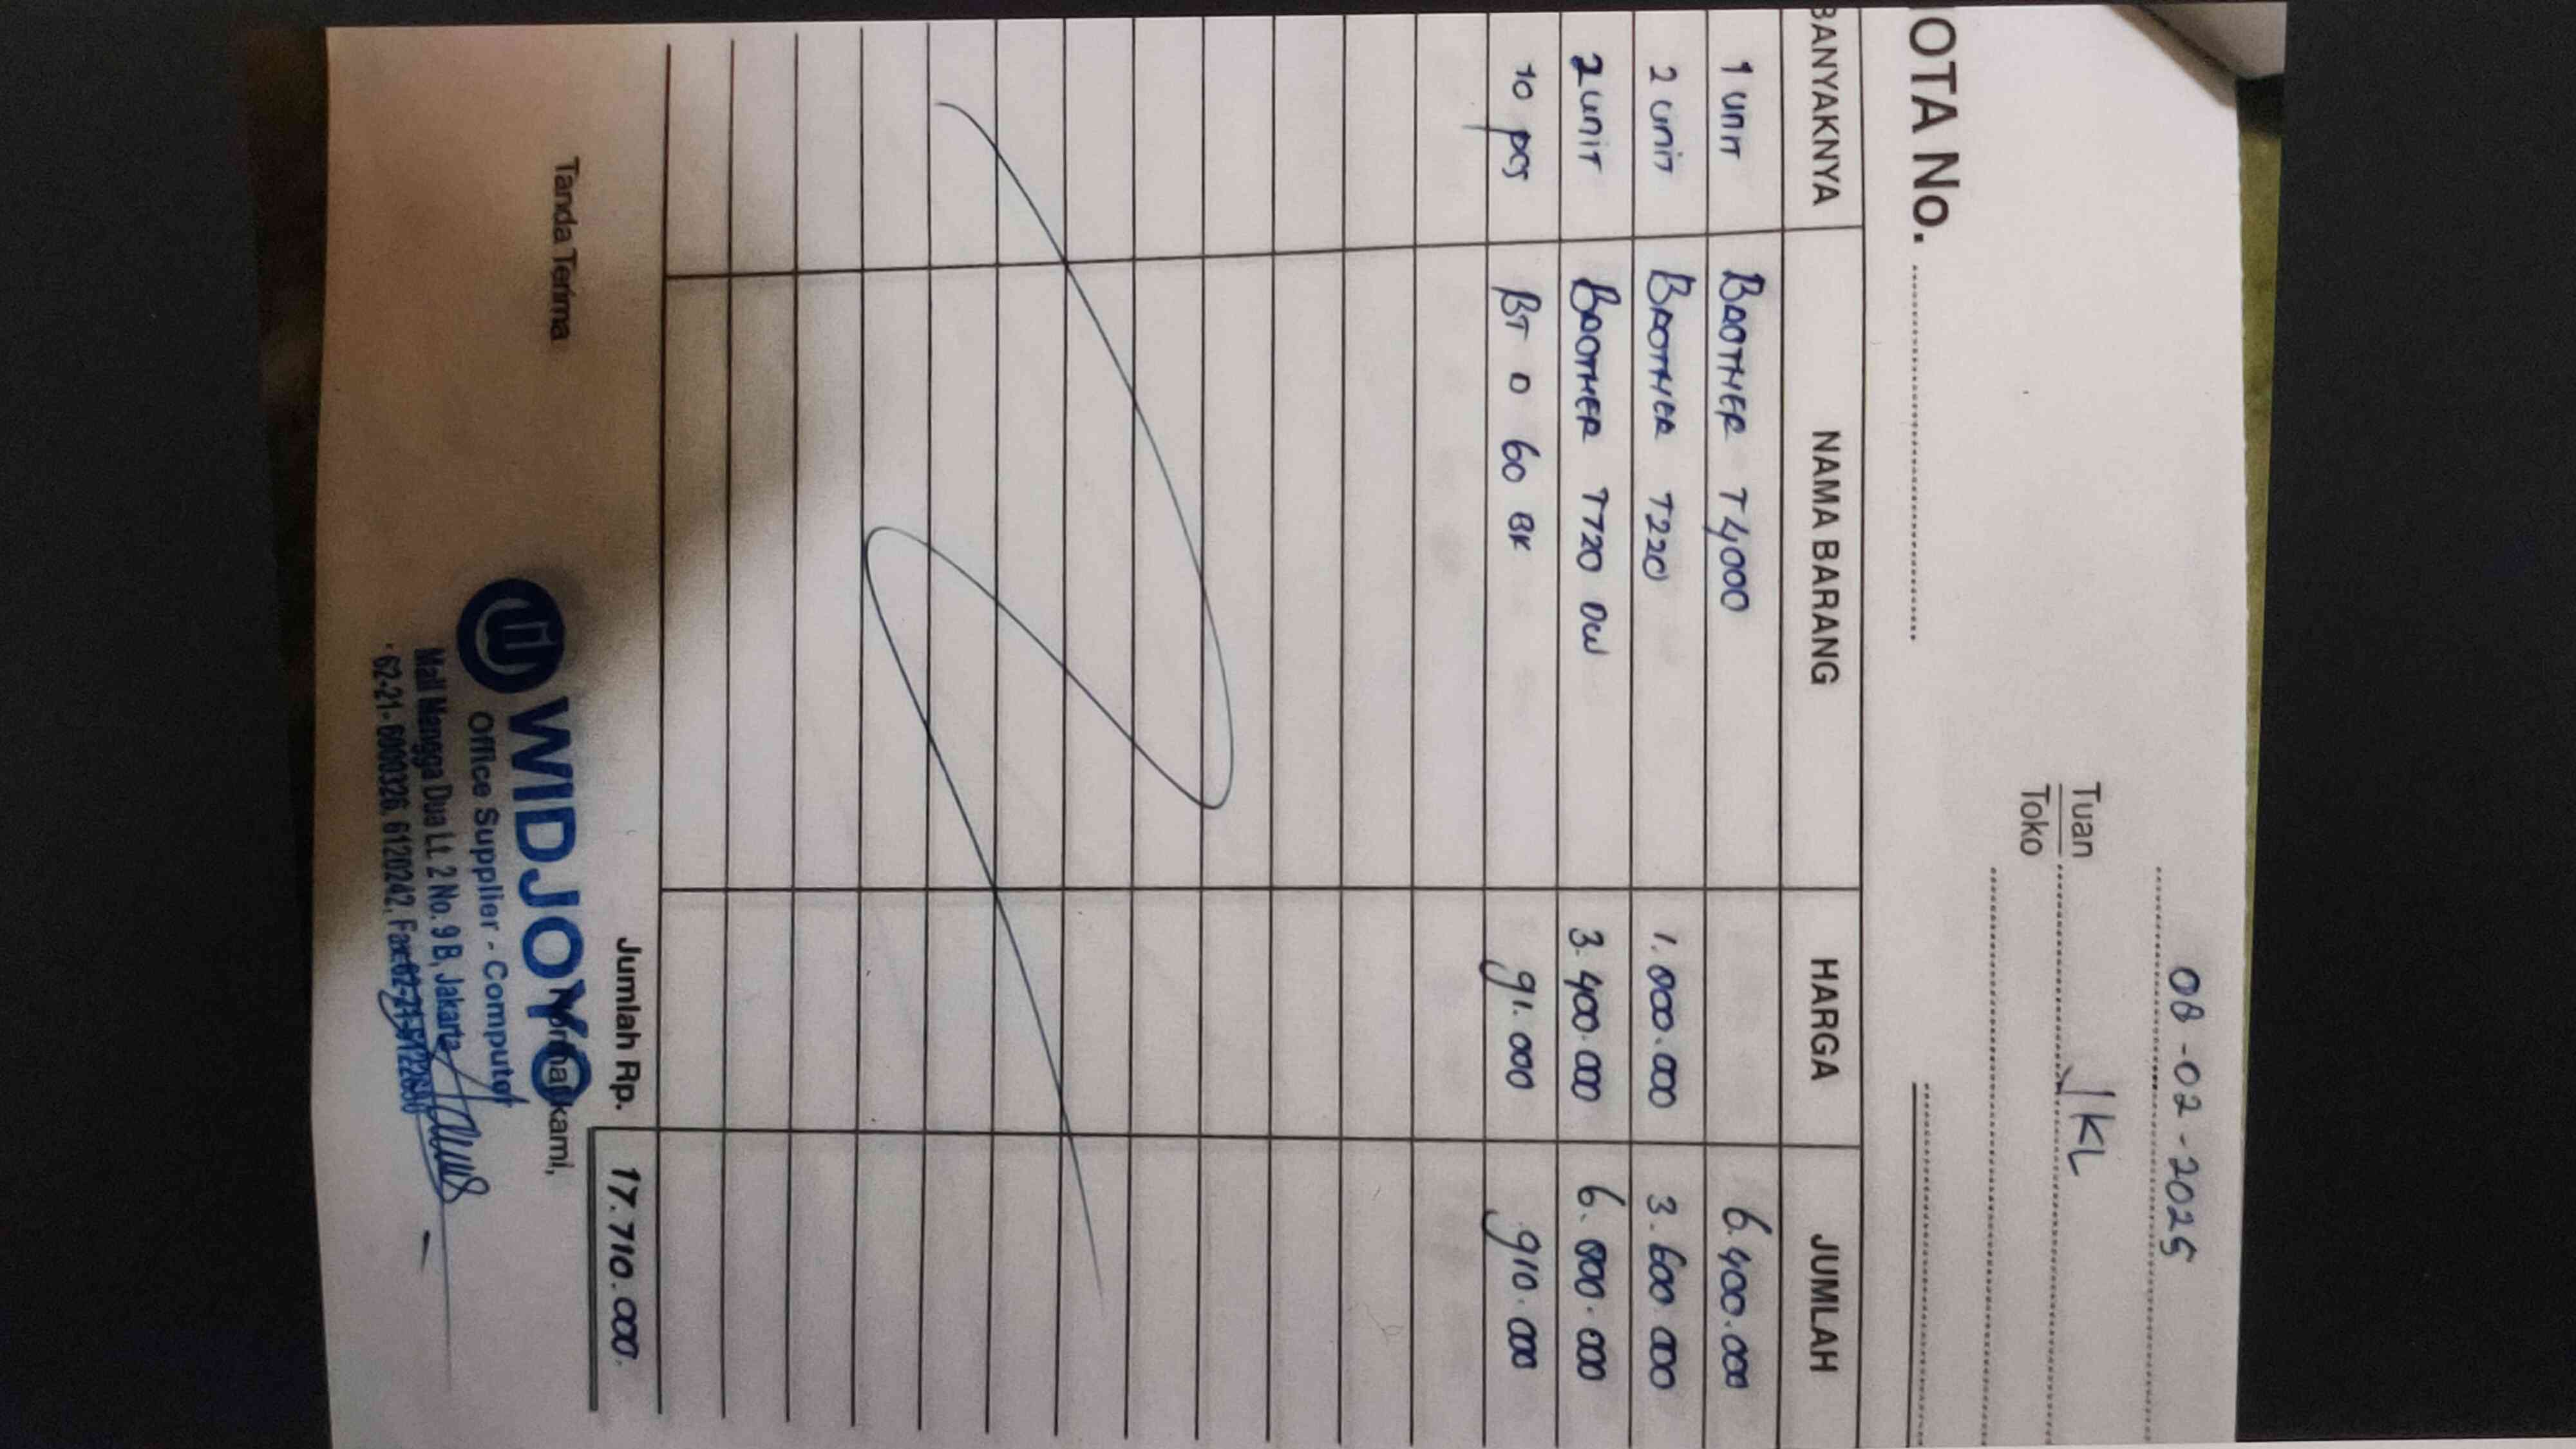 08-02-2025
Tuan JKL
Toko
OTA No.
BANYAKNYA NAMA BARANG HARGA JUMLAH
1 unit BROTHER T4000 6.400.000
2 unit BROTHER T220 1.800.000 3.600.000
2 unit BROTHER T720 DW 3.400.000 6.800.000
10 pcs BT D 60 BK 91.000 910.000
Jumlah Rp. 17.710.000.
Tanda Terima Hormat kami,
WIDJOYO
Office Supplier - Computer
Mall Mangga Dua Lt. 2 No. 9 B, Jakarta
62-21-6000326, 6120242, Fax: